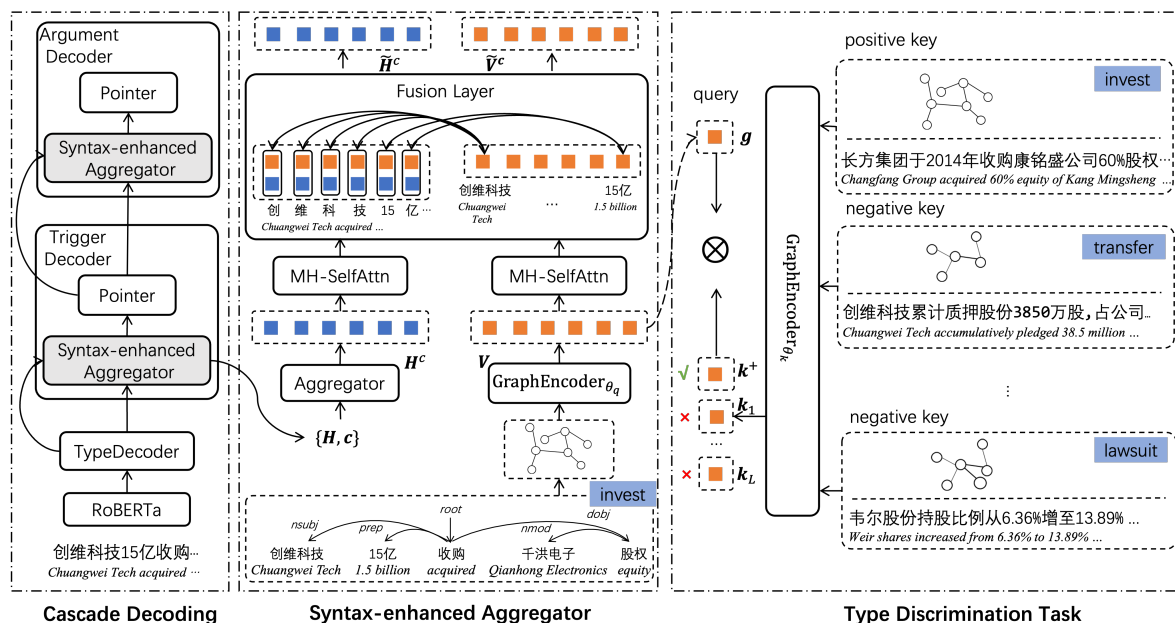 Argument
Decoder
Pointer
Syntax-enhanced
Aggregator
Trigger
Decoder
Pointer
Syntax-enhanced
Aggregator
TypeDecoder
RoBERTa
创维科技15亿收购…
Chuangwei Tech acquired …
Cascade Decoding
H̃ᶜ
Ṽᶜ
Fusion Layer
创 维 科 技 15 亿 …
Chuangwei Tech acquired …
创维科技
Chuangwei
Tech
…
15亿
1.5 billion
MH-SelfAttn
MH-SelfAttn
Hᶜ
V
Aggregator
GraphEncoder_θq
{H, c}
invest
nsubj
prep
root
nmod
dobj
创维科技 15亿 收购 千洪电子 股权
Chuangwei Tech 1.5 billion acquired Qianhong Electronics equity
Syntax-enhanced Aggregator
query
g
⊗
√
k⁺
×
k₁
…
×
k_L
GraphEncoder_θk
positive key
invest
长方集团于2014年收购康铭盛公司60%股权…
Changfang Group acquired 60% equity of Kang Mingsheng …
negative key
transfer
创维科技累计质押股份3850万股,占公司…
Chuangwei Tech accumulatively pledged 38.5 million …
…
negative key
lawsuit
韦尔股份持股比例从6.36%增至13.89% …
Weir shares increased from 6.36% to 13.89% …
Type Discrimination Task